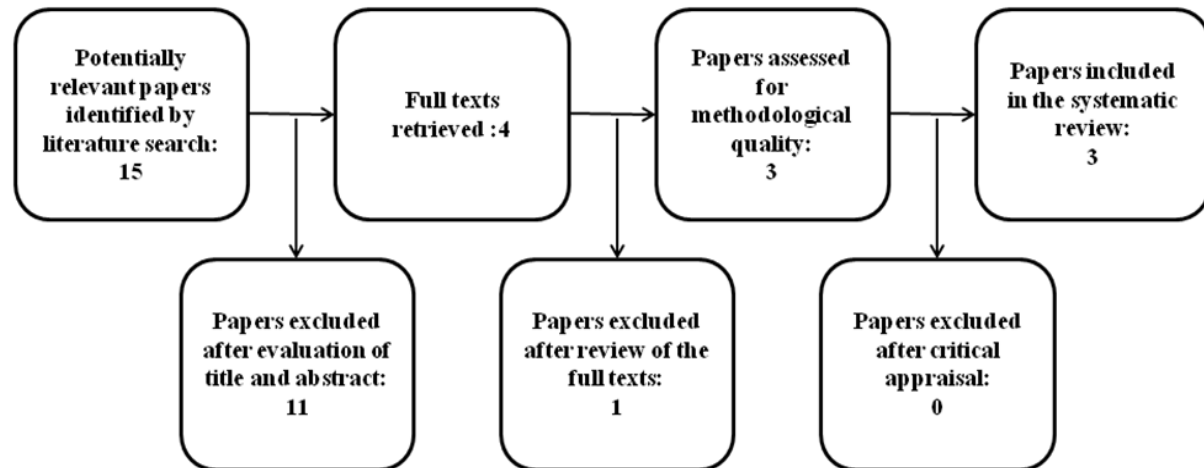 Potentially
relevant papers
identified by
literature search:
15
Full texts
retrieved :4
Papers assessed
for
methodological
quality:
3
Papers included
in the systematic
review:
3
Papers excluded
after evaluation of
title and abstract:
11
Papers excluded
after review of the
full texts:
1
Papers excluded
after critical
appraisal:
0